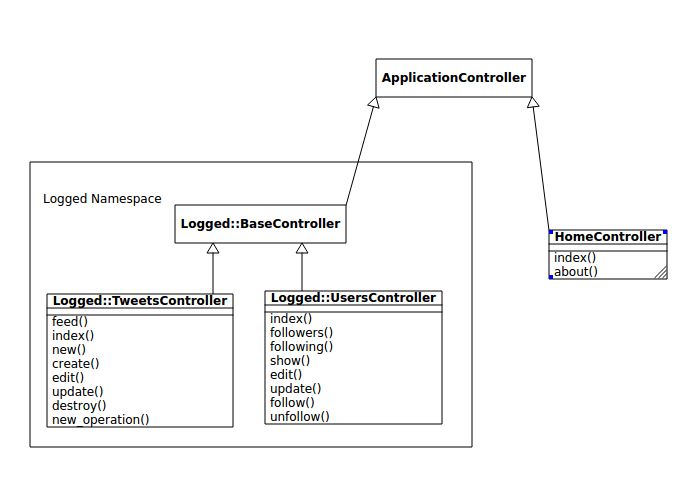 ApplicationController
Logged Namespace
Logged::BaseController
HomeController
index()
about()
Logged::TweetsController
feed()
index()
new()
create()
edit()
update()
destroy()
new_operation()
Logged::UsersController
index()
followers()
following()
show()
edit()
update()
follow()
unfollow()